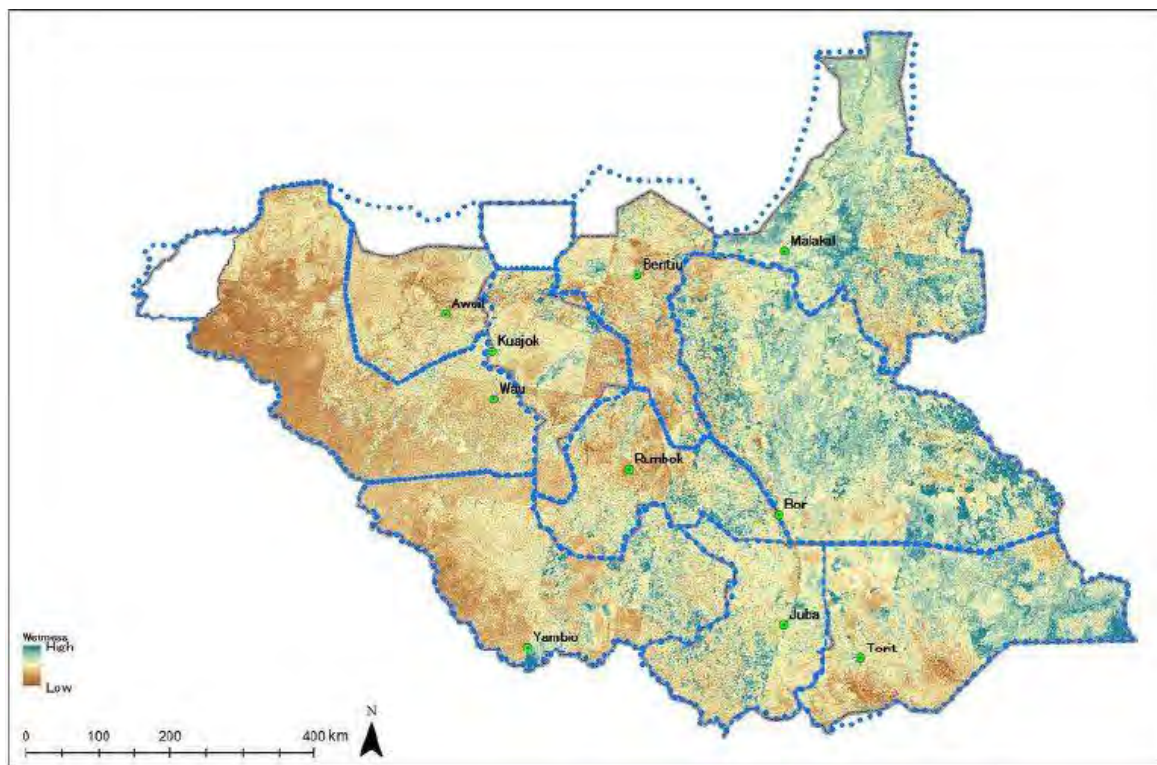 Malakal
Bentiu
Aweil
Kuajok
Wau
Rumbek
Bor
Juba
Torit
Yambio
Wetness
High
Low
N
0 100 200 400 km